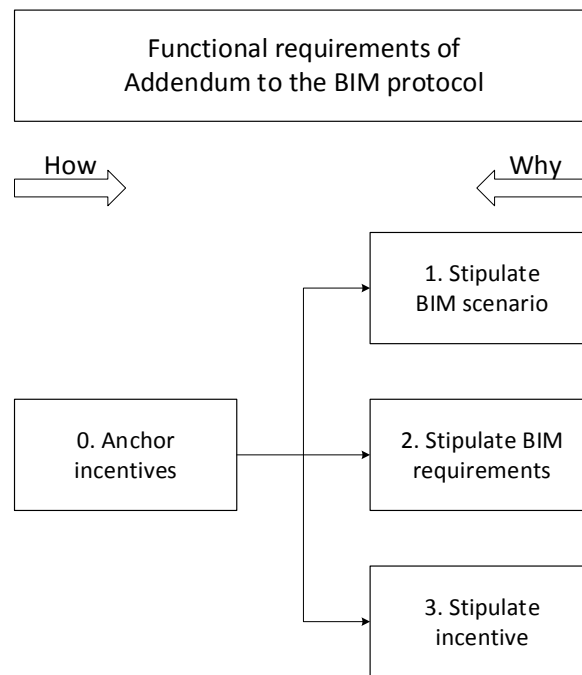 Functional requirements of
Addendum to the BIM protocol
How
Why
1. Stipulate
BIM scenario
0. Anchor
incentives
2. Stipulate BIM
requirements
3. Stipulate
incentive